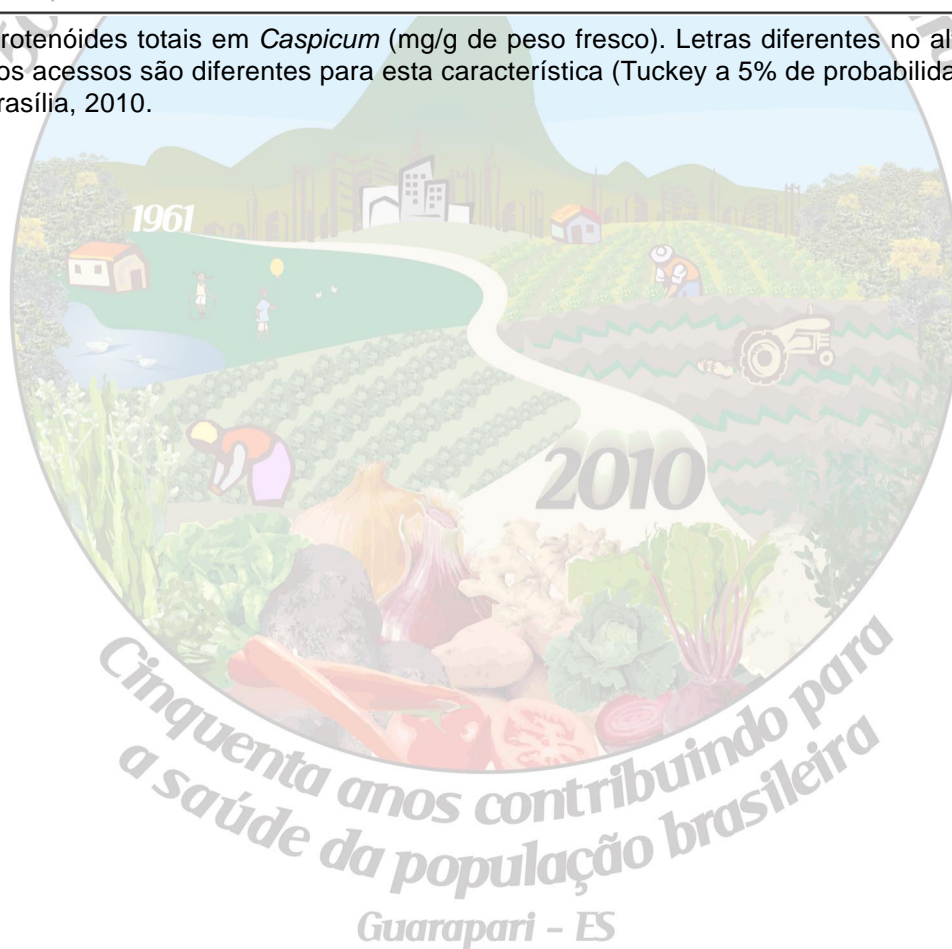 rotenóides totais em Caspicum (mg/g de peso fresco). Letras diferentes no al
os acessos são diferentes para esta característica (Tuckey a 5% de probabilida
rasília, 2010.
1961
2010
Cinquenta anos contribuindo para
a saúde da população brasileira
Guarapari - ES